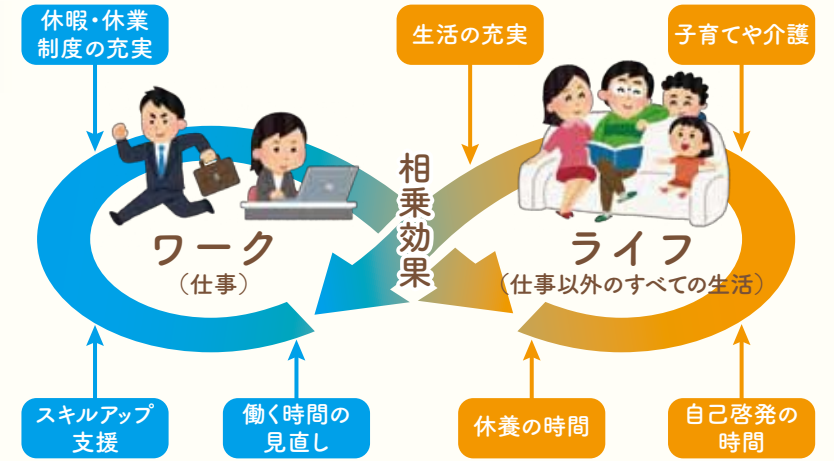 休暇・休業
制度の充実
生活の充実
子育てや介護
相乗効果
ワーク
（仕事）
ライフ
（仕事以外のすべての生活）
スキルアップ
支援
働く時間の
見直し
休養の時間
自己啓発の
時間